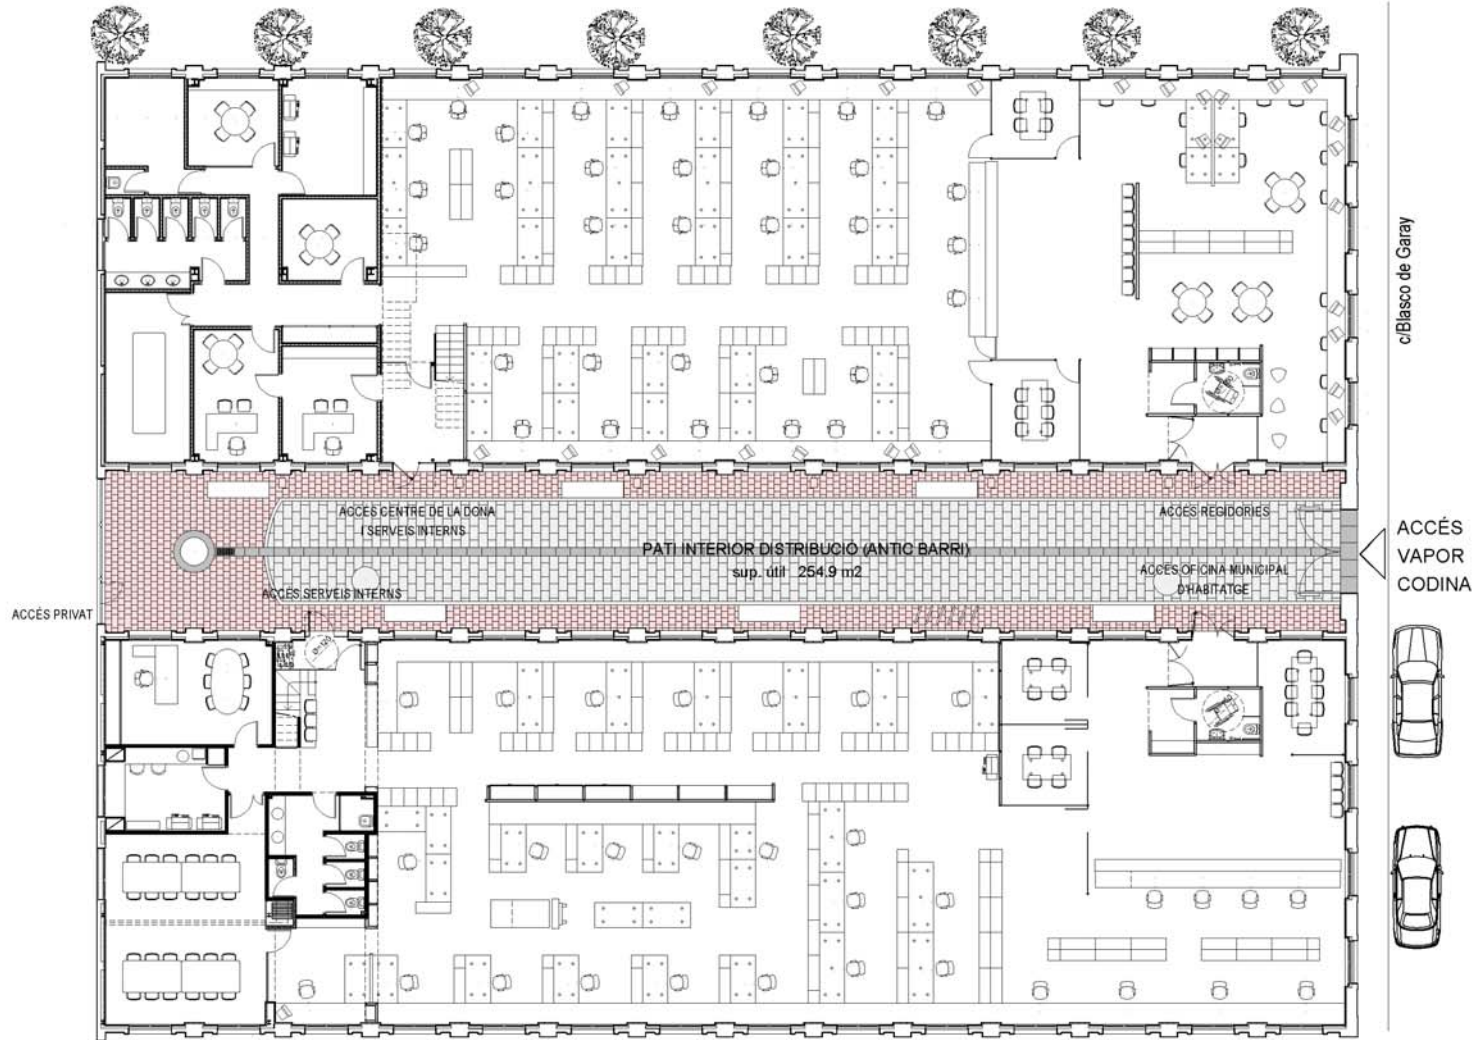 c/Blasco de Garay
ACCÉS CENTRE DE LA DONA
I SERVEIS INTERNS
ACCÉS REGIDORIES
PATI INTERIOR DISTRIBUCIÓ (ANTIC BARRI)
sup. útil 254.9 m2
ACCÉS OFICINA MUNICIPAL
D'HABITATGE
ACCÉS SERVEIS INTERNS
ACCÉS PRIVAT
ACCÉS
VAPOR
CODINA